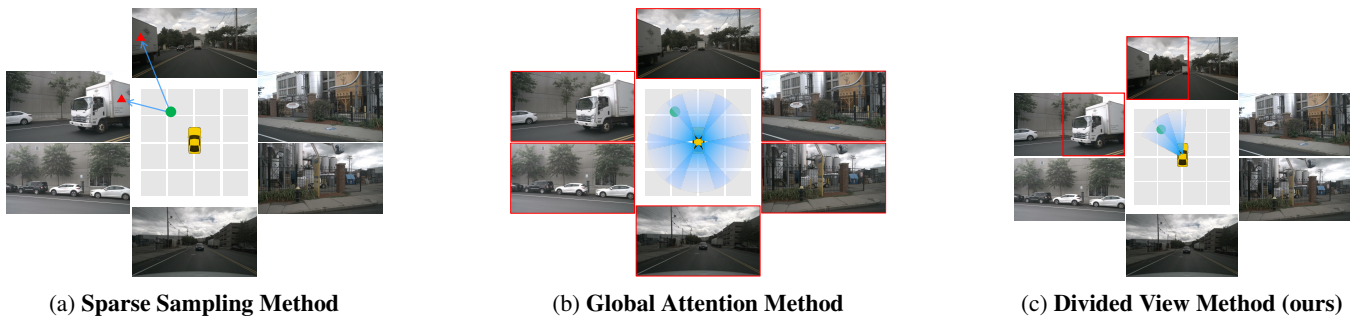 (a) Sparse Sampling Method
(b) Global Attention Method
(c) Divided View Method (ours)